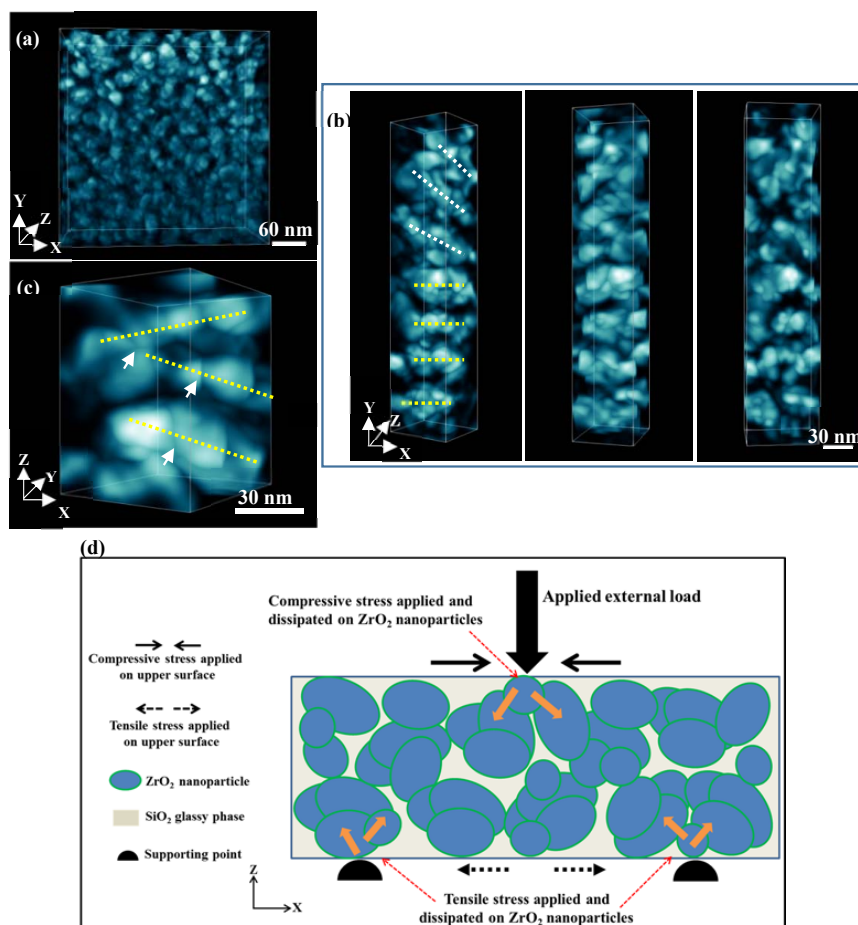 (a)
Y
Z
X
60 nm
(b)
Y
Z
X
30 nm
(c)
Z
Y
X
30 nm
(d)
Compressive stress applied and
dissipated on ZrO₂ nanoparticles
Applied external load
Compressive stress applied
on upper surface
Tensile stress applied
on upper surface
ZrO₂ nanoparticle
SiO₂ glassy phase
Supporting point
Z
X
Tensile stress applied and
dissipated on ZrO₂ nanoparticles